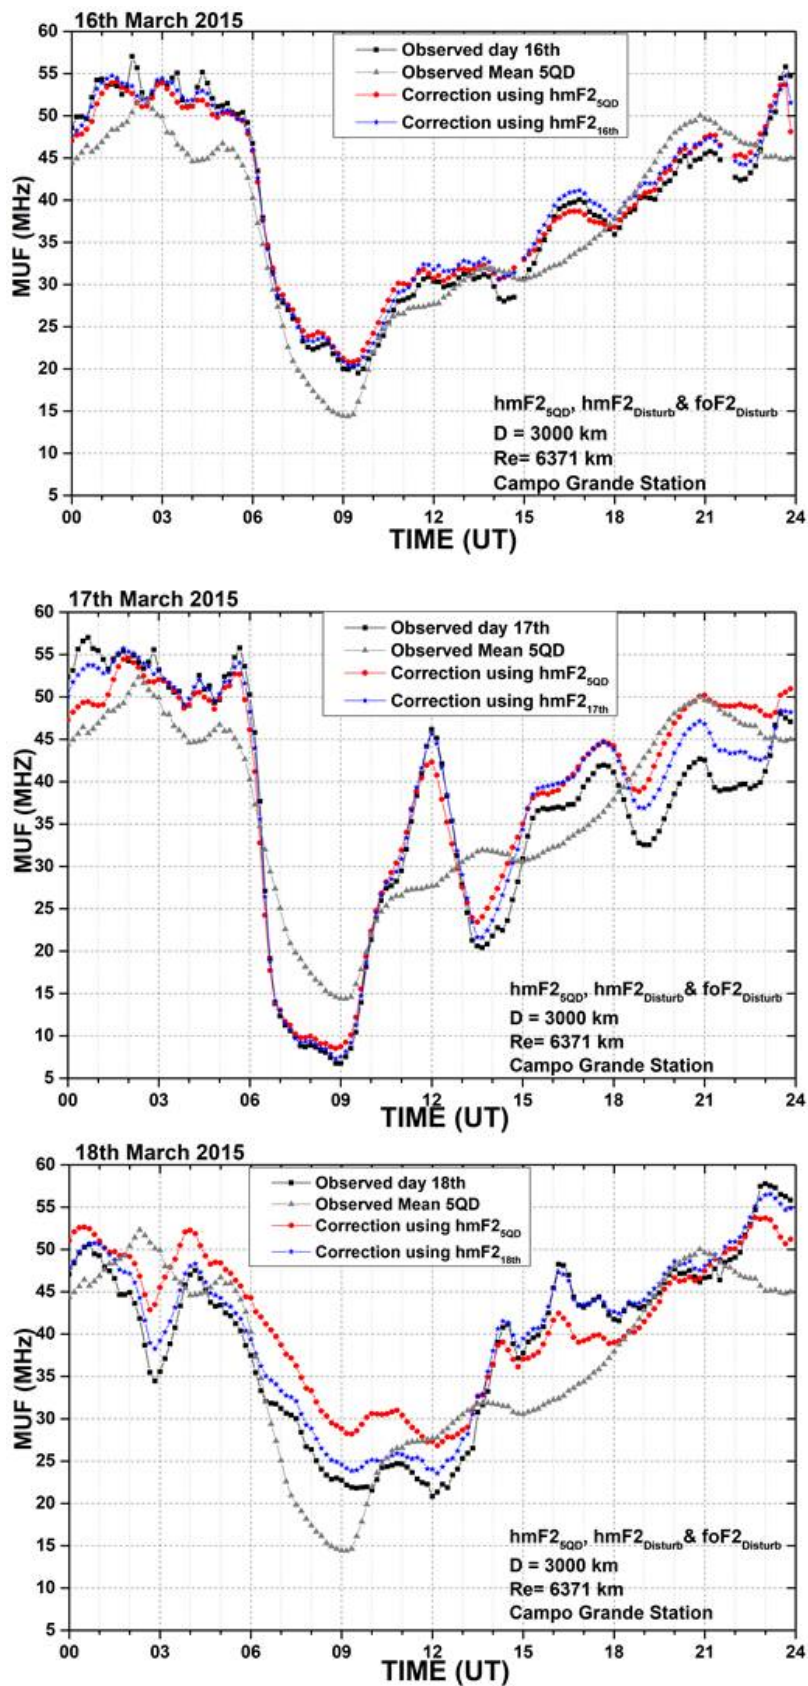 16th March 2015
60
55
50
45
40
35
30
25
20
15
10
5
MUF (MHz)
Observed day 16th
Observed Mean 5QD
Correction using hmF25QD
Correction using hmF216th
hmF25QD, hmF2Disturb& foF2Disturb
D = 3000 km
Re= 6371 km
Campo Grande Station
00 03 06 09 12 15 18 21 24
TIME (UT)
17th March 2015
60
55
50
45
40
35
30
25
20
15
10
5
MUF (MHZ)
Observed day 17th
Observed Mean 5QD
Correction using hmF25QD
Correction using hmF217th
hmF25QD, hmF2Disturb& foF2Disturb
D = 3000 km
Re= 6371 km
Campo Grande Station
00 03 06 09 12 15 18 21 24
TIME (UT)
18th March 2015
60
55
50
45
40
35
30
25
20
15
10
5
MUF (MHz)
Observed day 18th
Observed Mean 5QD
Correction using hmF25QD
Correction using hmF218th
hmF25QD, hmF2Disturb& foF2Disturb
D = 3000 km
Re= 6371 km
Campo Grande Station
00 03 06 09 12 15 18 21 24
TIME (UT)